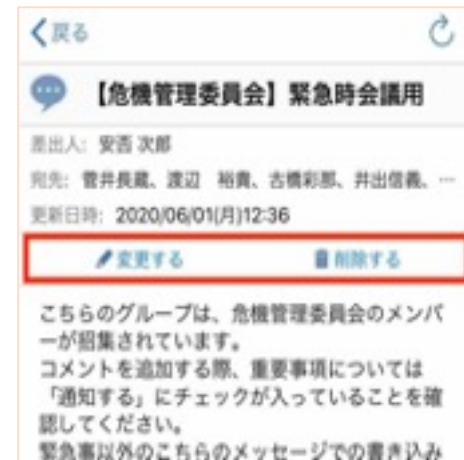 戻る
【危機管理委員会】緊急時会議用
差出人: 安否 次郎
宛先: 菅井長蔵、渡辺 裕貴、古橋彩那、井出信義、…
更新日時: 2020/06/01(月)12:36
変更する 削除する
こちらのグループは、危機管理委員会のメンバ
ーが招集されています。
コメントを追加する際、重要事項については
「通知する」にチェックが入っていることを確
認してください。
緊急事以外のこちらのメッセージでの書き込み